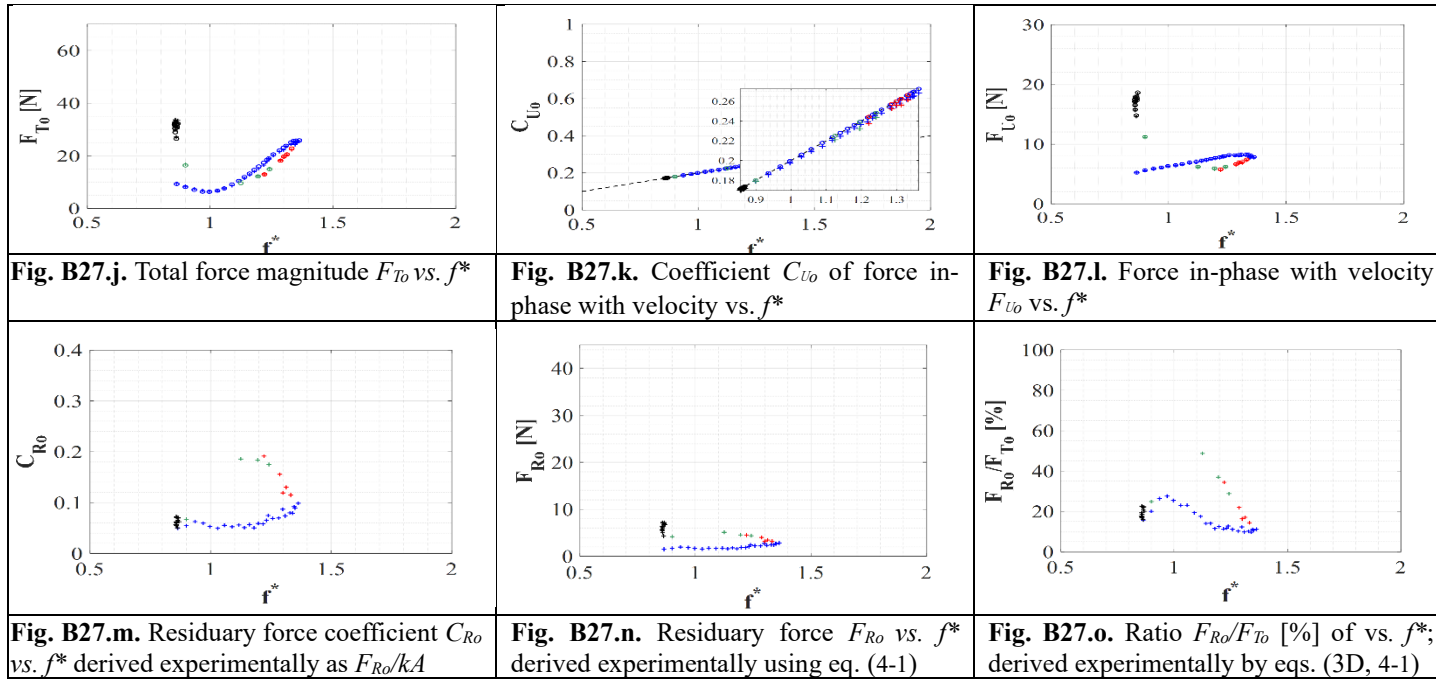 60
40
20
0
F_T0 [N]
0.5 1 1.5 2
f*
1
0.8
0.6
0.4
0.2
0
C_U0
0.26
0.24
0.22
0.2
0.18
0.9 1 1.1 1.2 1.3
0.5 1 1.5 2
f*
30
20
10
0
F_U0 [N]
0.5 1 1.5 2
f*
Fig. B27.j. Total force magnitude F_To vs. f*
Fig. B27.k. Coefficient C_Uo of force in-
phase with velocity vs. f*
Fig. B27.l. Force in-phase with velocity
F_Uo vs. f*
0.4
0.3
0.2
0.1
0
C_R0
0.5 1 1.5 2
f*
40
30
20
10
0
F_R0 [N]
0.5 1 1.5 2
f*
100
80
60
40
20
0
F_R0/F_T0 [%]
0.5 1 1.5 2
f*
Fig. B27.m. Residuary force coefficient C_Ro
vs. f* derived experimentally as F_Ro/kA
Fig. B27.n. Residuary force F_Ro vs. f*
derived experimentally using eq. (4-1)
Fig. B27.o. Ratio F_Ro/F_To [%] of vs. f*;
derived experimentally by eqs. (3D, 4-1)